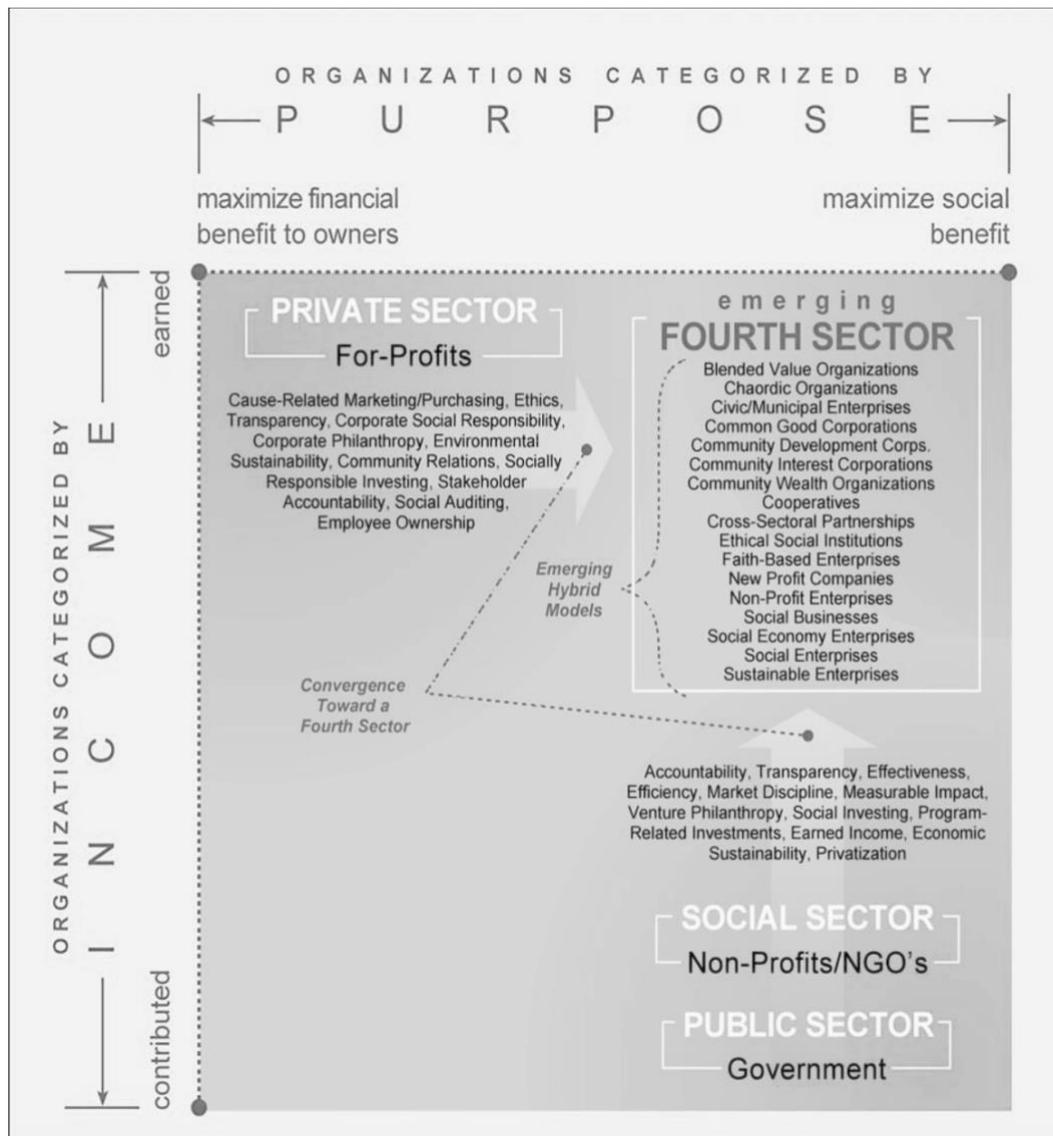 ORGANIZATIONS CATEGORIZED BY
PURPOSE
maximize financial
benefit to owners
maximize social
benefit
ORGANIZATIONS CATEGORIZED BY
INCOME
earned
contributed
PRIVATE SECTOR
For-Profits
Cause-Related Marketing/Purchasing, Ethics,
Transparency, Corporate Social Responsibility,
Corporate Philanthropy, Environmental
Sustainability, Community Relations, Socially
Responsible Investing, Stakeholder
Accountability, Social Auditing,
Employee Ownership
emerging
FOURTH SECTOR
Blended Value Organizations
Chaordic Organizations
Civic/Municipal Enterprises
Common Good Corporations
Community Development Corps.
Community Interest Corporations
Community Wealth Organizations
Cooperatives
Cross-Sectoral Partnerships
Ethical Social Institutions
Faith-Based Enterprises
New Profit Companies
Non-Profit Enterprises
Social Businesses
Social Economy Enterprises
Social Enterprises
Sustainable Enterprises
Emerging
Hybrid
Models
Convergence
Toward a
Fourth Sector
Accountability, Transparency, Effectiveness,
Efficiency, Market Discipline, Measurable Impact,
Venture Philanthropy, Social Investing, Program-
Related Investments, Earned Income, Economic
Sustainability, Privatization
SOCIAL SECTOR
Non-Profits/NGO's
PUBLIC SECTOR
Government